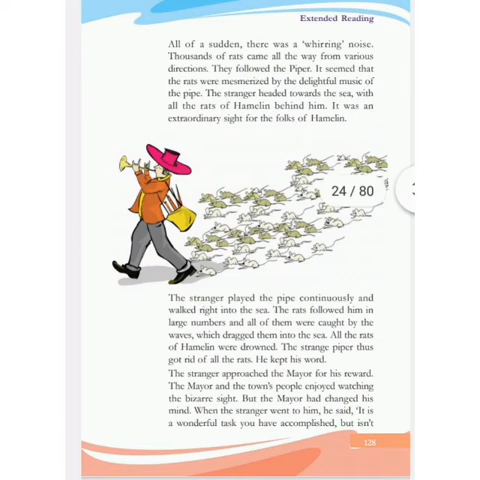 Extended Reading
All of a sudden, there was a ‘whirring’ noise.
Thousands of rats came all the way from various
directions. They followed the Piper. It seemed that
the rats were mesmerized by the delightful music of
the pipe. The stranger headed towards the sea, with
all the rats of Hamelin behind him. It was an
extraordinary sight for the folks of Hamelin.
24 / 80
The stranger played the pipe continuously and
walked right into the sea. The rats followed him in
large numbers and all of them were caught by the
waves, which dragged them into the sea. All the rats
of Hamelin were drowned. The strange piper thus
got rid of all the rats. He kept his word.
The stranger approached the Mayor for his reward.
The Mayor and the town’s people enjoyed watching
the bizarre sight. But the Mayor had changed his
mind. When the stranger went to him, he said, ‘It is
a wonderful task you have accomplished, but isn’t
128